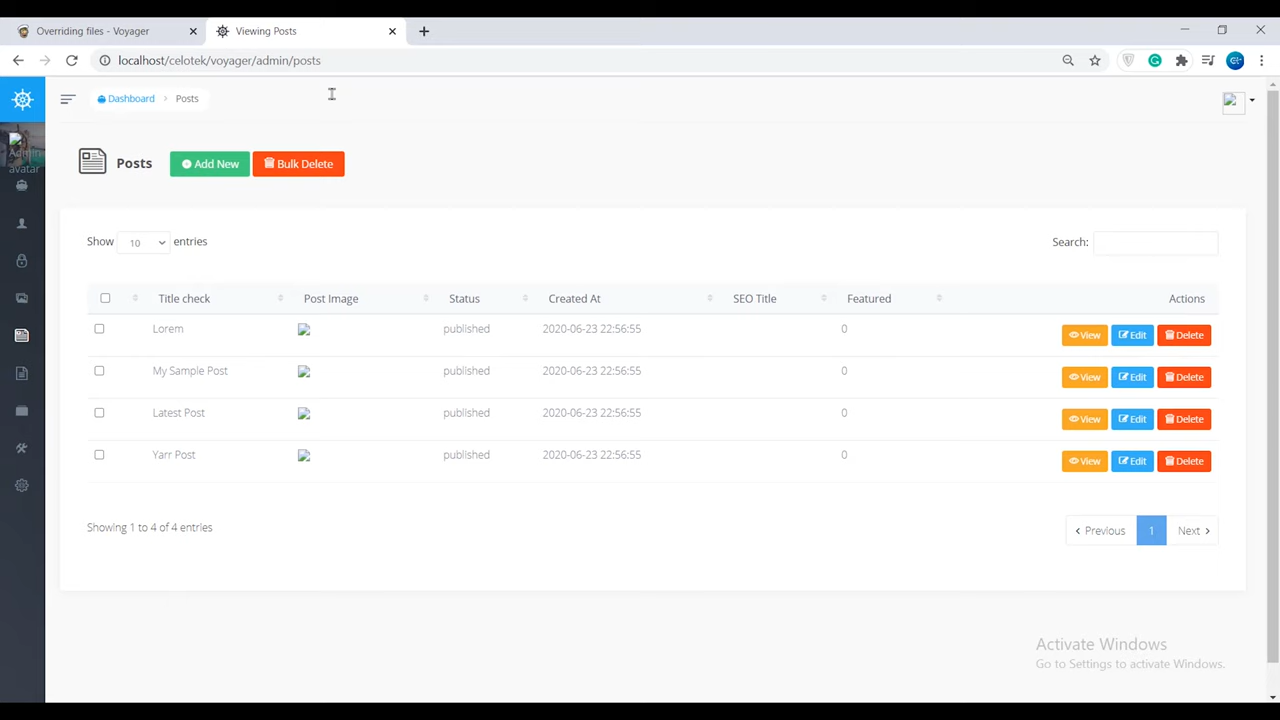 Overriding files - Voyager
Viewing Posts
localhost/celotek/voyager/admin/posts
Dashboard > Posts
Admin avatar
Posts
Add New
Bulk Delete
Show 10 entries
Search:
Title check Post Image Status Created At SEO Title Featured Actions
Lorem published 2020-06-23 22:56:55 0 View Edit Delete
My Sample Post published 2020-06-23 22:56:55 0 View Edit Delete
Latest Post published 2020-06-23 22:56:55 0 View Edit Delete
Yarr Post published 2020-06-23 22:56:55 0 View Edit Delete
Showing 1 to 4 of 4 entries
Previous 1 Next
Activate Windows
Go to Settings to activate Windows.